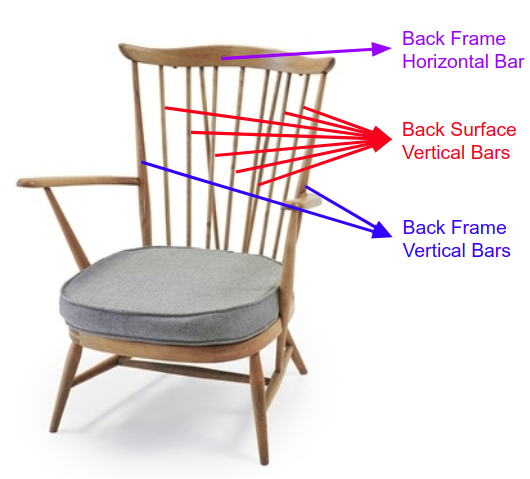 Back Frame
Horizontal Bar
Back Surface
Vertical Bars
Back Frame
Vertical Bars